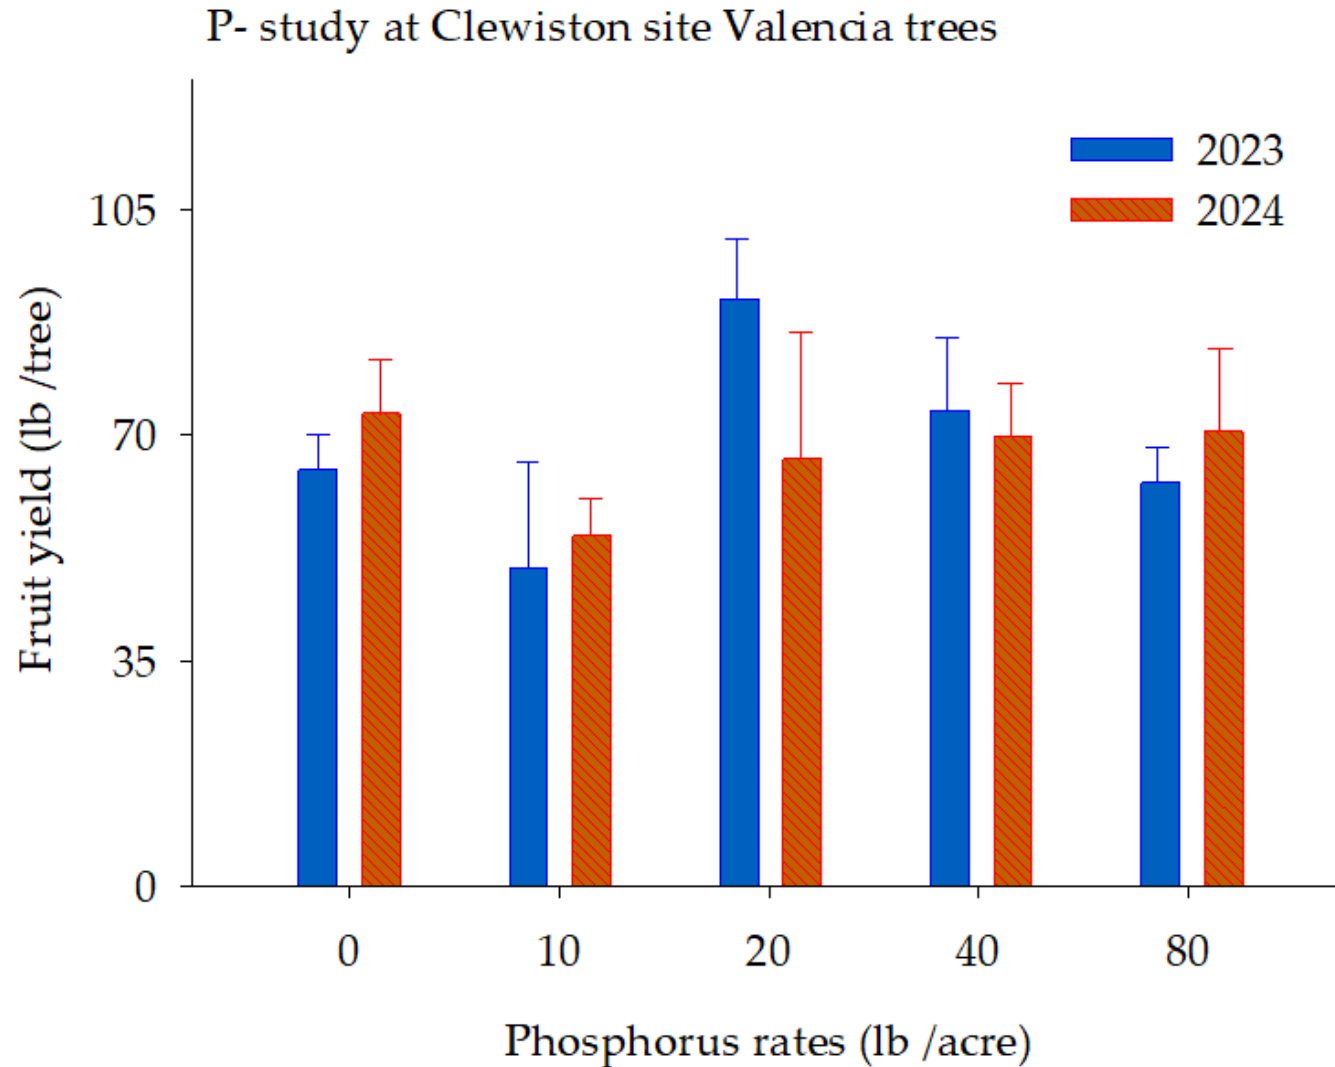 P- study at Clewiston site Valencia trees
2023
2024
105
70
35
0
Fruit yield (lb /tree)
0 10 20 40 80
Phosphorus rates (lb /acre)